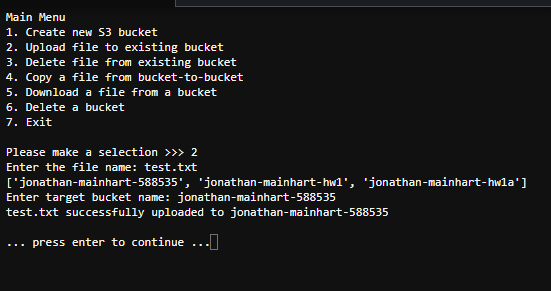 Main Menu
1. Create new S3 bucket
2. Upload file to existing bucket
3. Delete file from existing bucket
4. Copy a file from bucket-to-bucket
5. Download a file from a bucket
6. Delete a bucket
7. Exit
Please make a selection >>> 2
Enter the file name: test.txt
['jonathan-mainhart-588535', 'jonathan-mainhart-hw1', 'jonathan-mainhart-hw1a']
Enter target bucket name: jonathan-mainhart-588535
test.txt successfully uploaded to jonathan-mainhart-588535
... press enter to continue ...